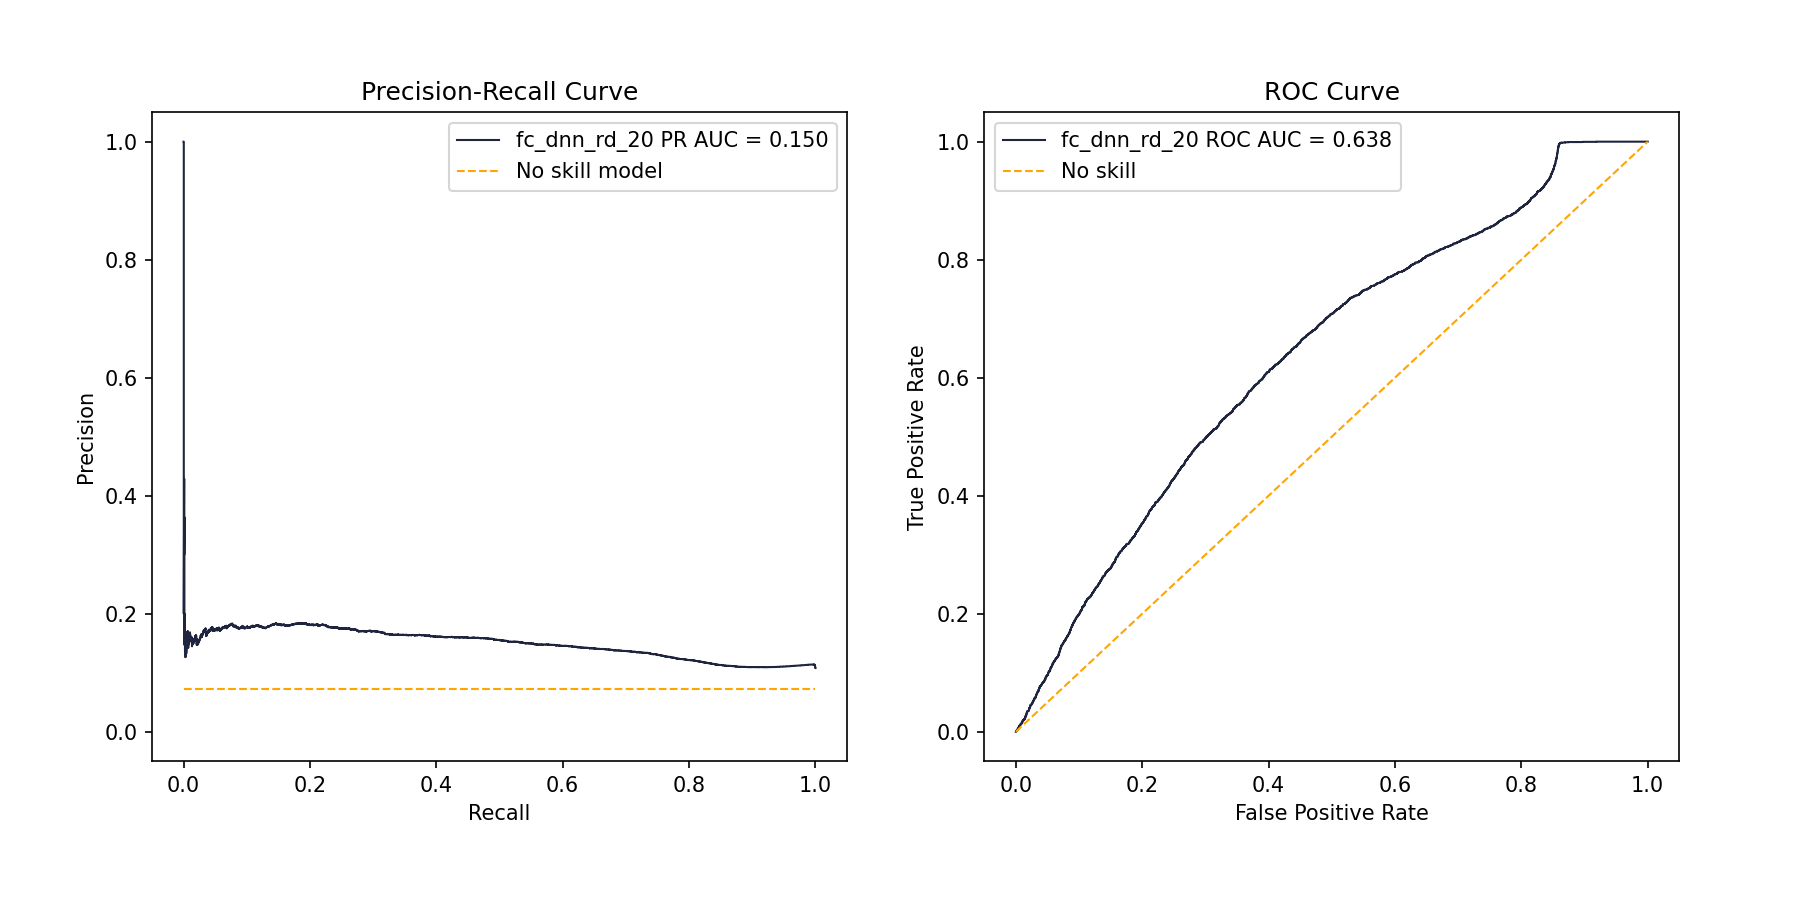 Precision-Recall Curve
fc_dnn_rd_20 PR AUC = 0.150
No skill model
1.0
0.8
0.6
0.4
0.2
0.0
Precision
0.0 0.2 0.4 0.6 0.8 1.0
Recall
ROC Curve
fc_dnn_rd_20 ROC AUC = 0.638
No skill
1.0
0.8
0.6
0.4
0.2
0.0
True Positive Rate
0.0 0.2 0.4 0.6 0.8 1.0
False Positive Rate